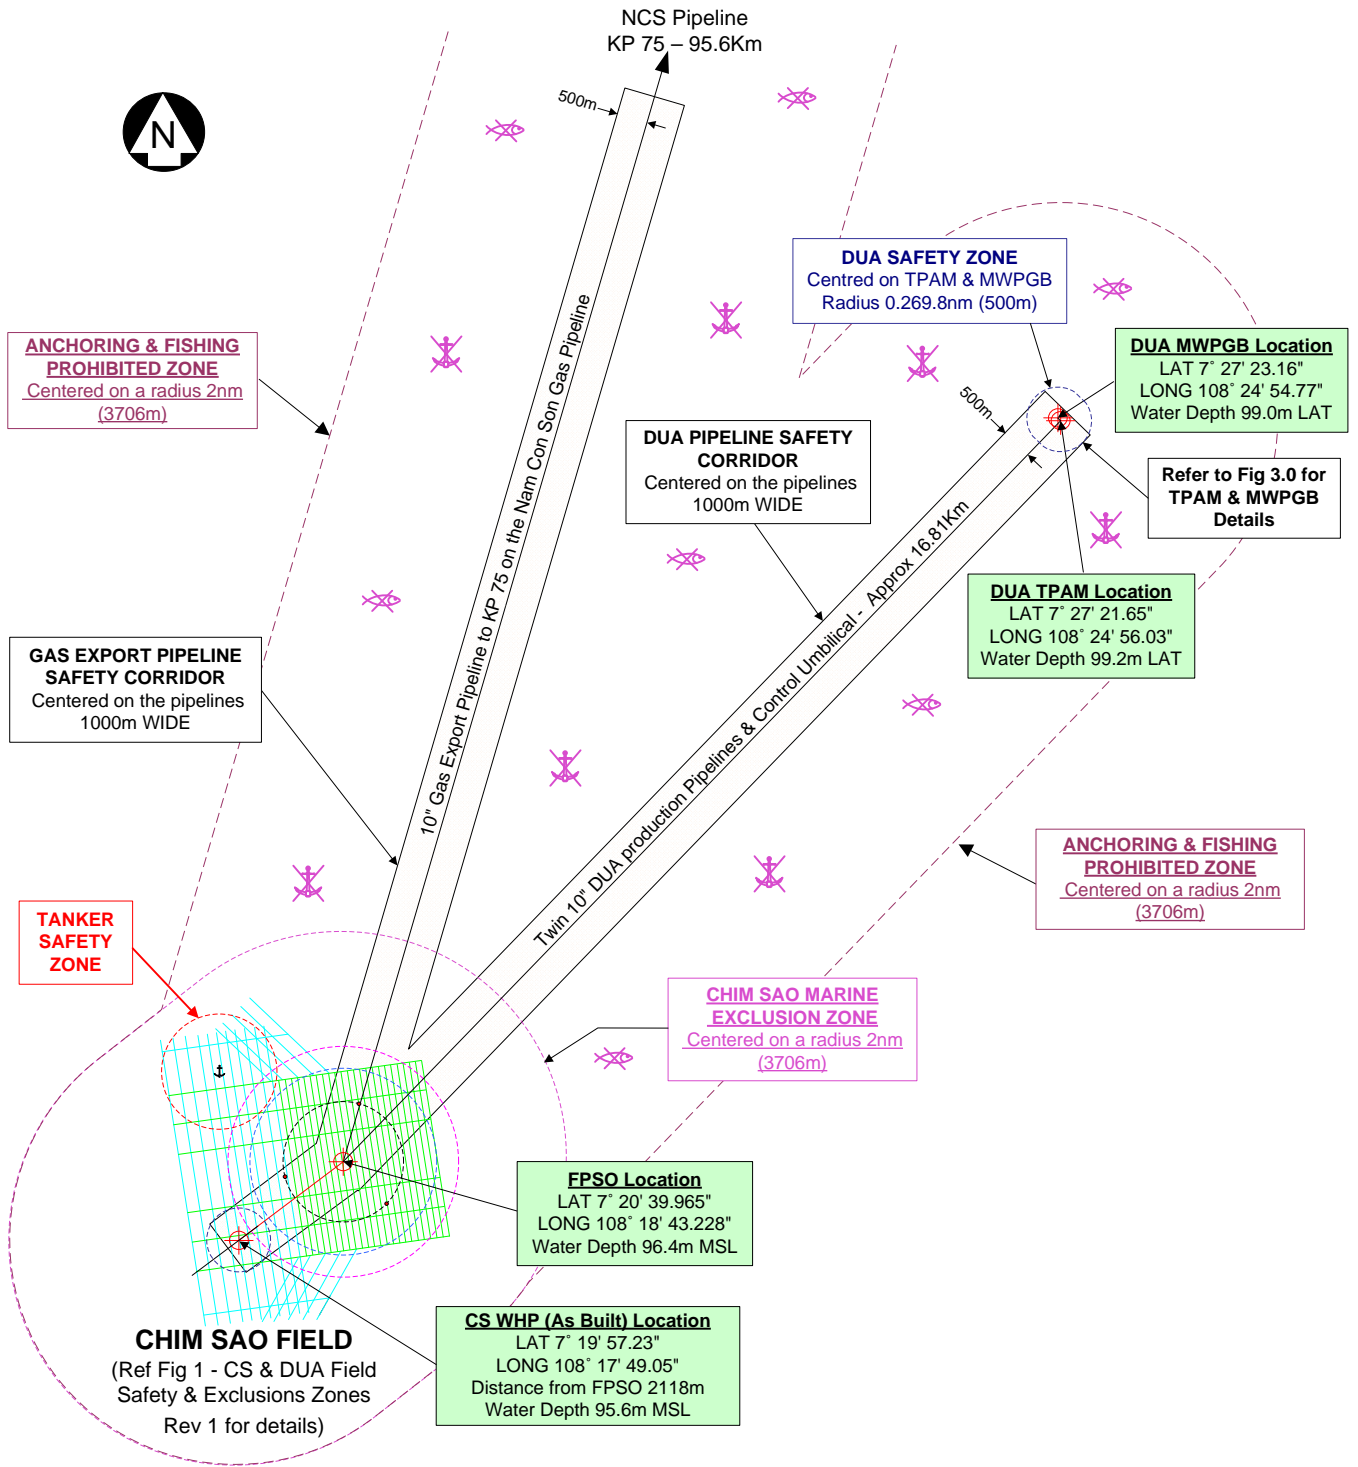 NCS Pipeline
KP 75 – 95.6Km
500m
N
DUA SAFETY ZONE
Centred on TPAM & MWPGB
Radius 0.269.8nm (500m)
ANCHORING & FISHING
PROHIBITED ZONE
Centered on a radius 2nm
(3706m)
DUA MWPGB Location
LAT 7° 27' 23.16"
LONG 108° 24' 54.77"
Water Depth 99.0m LAT
500m
DUA PIPELINE SAFETY
CORRIDOR
Centered on the pipelines
1000m WIDE
Refer to Fig 3.0 for
TPAM & MWPGB
Details
10" Gas Export Pipeline to KP 75 on the Nam Con Son Gas Pipeline
Twin 10" DUA production Pipelines & Control Umbilical - Approx 16.81Km
DUA TPAM Location
LAT 7° 27' 21.65"
LONG 108° 24' 56.03"
Water Depth 99.2m LAT
GAS EXPORT PIPELINE
SAFETY CORRIDOR
Centered on the pipelines
1000m WIDE
ANCHORING & FISHING
PROHIBITED ZONE
Centered on a radius 2nm
(3706m)
TANKER
SAFETY
ZONE
CHIM SAO MARINE
EXCLUSION ZONE
Centered on a radius 2nm
(3706m)
FPSO Location
LAT 7° 20' 39.965"
LONG 108° 18' 43.228"
Water Depth 96.4m MSL
CS WHP (As Built) Location
LAT 7° 19' 57.23"
LONG 108° 17' 49.05"
Distance from FPSO 2118m
Water Depth 95.6m MSL
CHIM SAO FIELD
(Ref Fig 1 - CS & DUA Field
Safety & Exclusions Zones
Rev 1 for details)